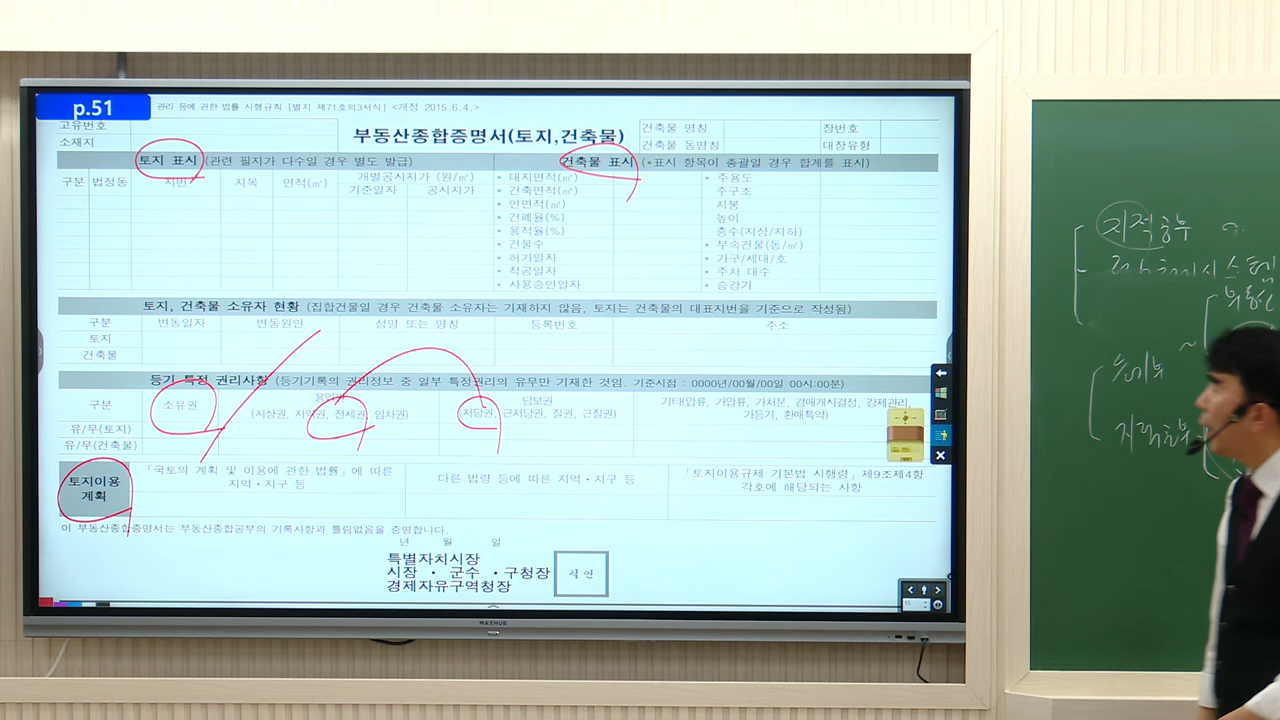 p.51
관리 등에 관한 법률 시행규칙 [별지 제71호의3서식] <개정 2015.6.4.>
고유번호
소재지
부동산종합증명서(토지,건축물)
건축물 명칭 장번호
건축물 동명칭 대장유형
토지 표시 (관련 필지가 다수일 경우 별도 발급)
건축물 표시 (*표시 항목이 총괄일 경우 합계를 표시)
구분 법정동 지번 지목 면적(㎡) 개별공시지가 (원/㎡)
기준일자 공시지가
* 대지면적(㎡) * 주용도
* 건축면적(㎡) 주구조
* 연면적(㎡) 지붕
* 건폐율(%) 높이
* 용적률(%) 층수(지상/지하)
* 건물수 * 부속건물(동/㎡)
* 허가일자 * 가구/세대/호
* 착공일자 * 주차 대수
* 사용승인일자 * 승강기
토지, 건축물 소유자 현황 (집합건물일 경우 건축물 소유자는 기재하지 않음, 토지는 건축물의 대표지번을 기준으로 작성됨)
구분 변동일자 변동원인 성명 또는 명칭 등록번호 주소
토지
건축물
등기 특정 권리사항 (등기기록의 권리정보 중 일부 특정권리의 유무만 기재한 것임. 기준시점 : 0000년/00월/00일 00시:00분)
구분 소유권
(지상권, 지역권, 전세권, 임차권)
담보권
(저당권, 근저당권, 질권, 근질권)
기타(압류, 가압류, 가처분, 경매개시결정, 강제관리,
가등기, 환매특약)
유/무(토지)
유/무(건축물)
토지이용
계획
「국토의 계획 및 이용에 관한 법률」에 따른
지역·지구 등
다른 법령 등에 따른 지역·지구 등
「토지이용규제 기본법 시행령」 제9조제4항
각호에 해당되는 사항
이 부동산종합증명서는 부동산종합공부의 기록사항과 틀림없음을 증명합니다.
년 월 일
특별자치시장
시장 · 군수 · 구청장
경제자유구역청장
직인
MAXHUB
지적공부
등기부